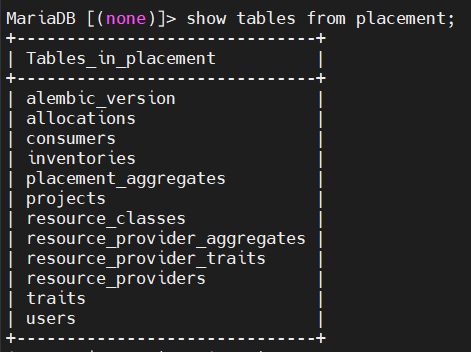 MariaDB [(none)]> show tables from placement;
+------------------------------+
| Tables_in_placement          |
+------------------------------+
| alembic_version              |
| allocations                  |
| consumers                    |
| inventories                  |
| placement_aggregates         |
| projects                     |
| resource_classes             |
| resource_provider_aggregates |
| resource_provider_traits     |
| resource_providers           |
| traits                       |
| users                        |
+------------------------------+